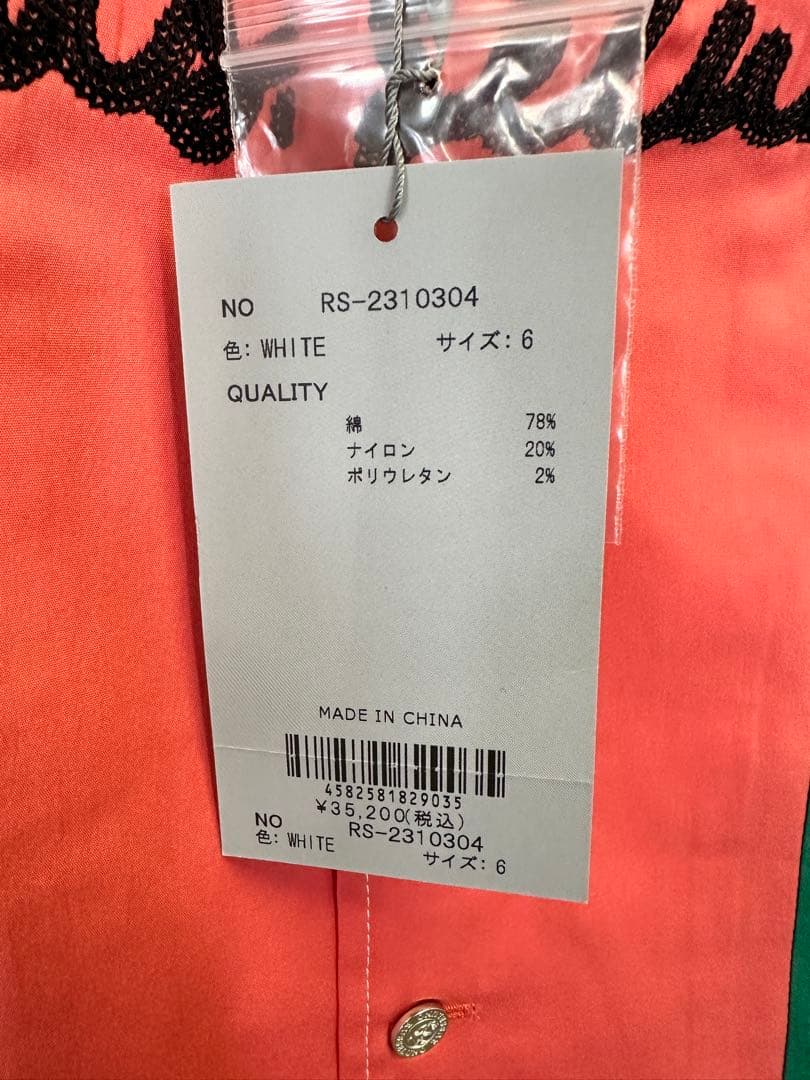 NO RS-2310304
色: WHITE サイズ: 6
QUALITY
綿 78%
ナイロン 20%
ポリウレタン 2%
MADE IN CHINA
4582581829035
¥35,200(税込)
NO RS-2310304
色: WHITE サイズ: 6